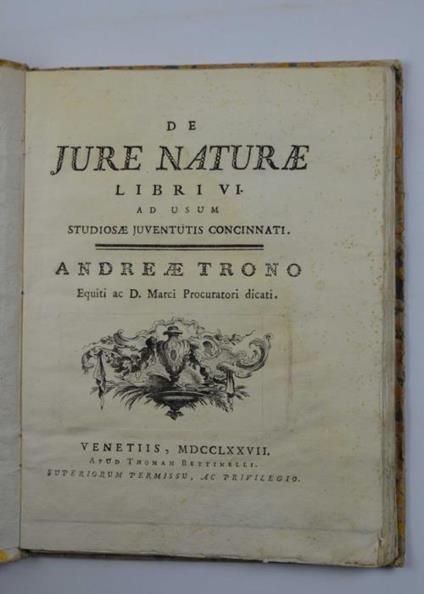 DE
JURE NATURÆ
LIBRI VI.
AD USUM
STUDIOSÆ JUVENTUTIS CONCINNATI.
ANDREÆ TRONO
Equiti ac D. Marci Procuratori dicati.
VENETIIS, MDCCLXXVII.
APUD THOMAM BETTINELLI.
SUPERIORUM PERMISSU, AC PRIVILEGIO.